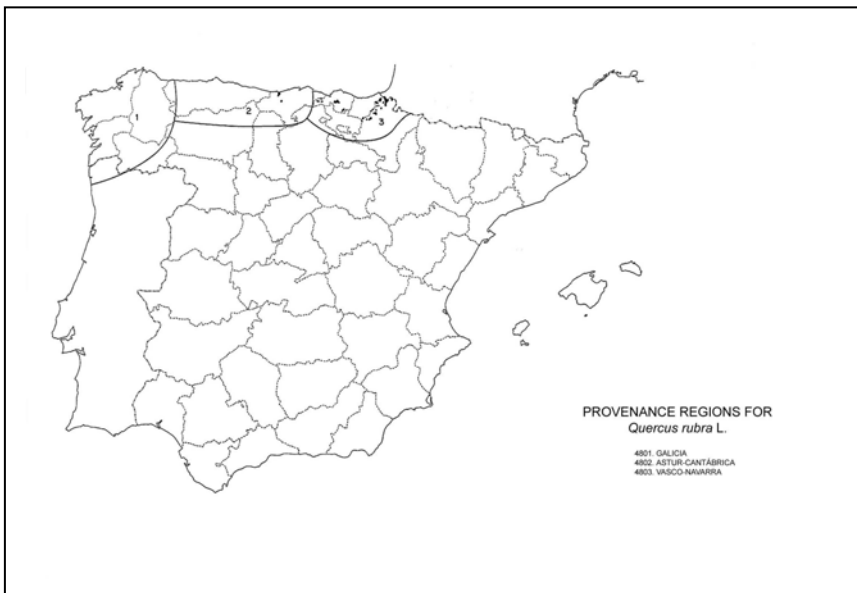 1
2
3
PROVENANCE REGIONS FOR
Quercus rubra L.
4801. GALICIA
4802. ASTUR-CANTÁBRICA
4803. VASCO-NAVARRA